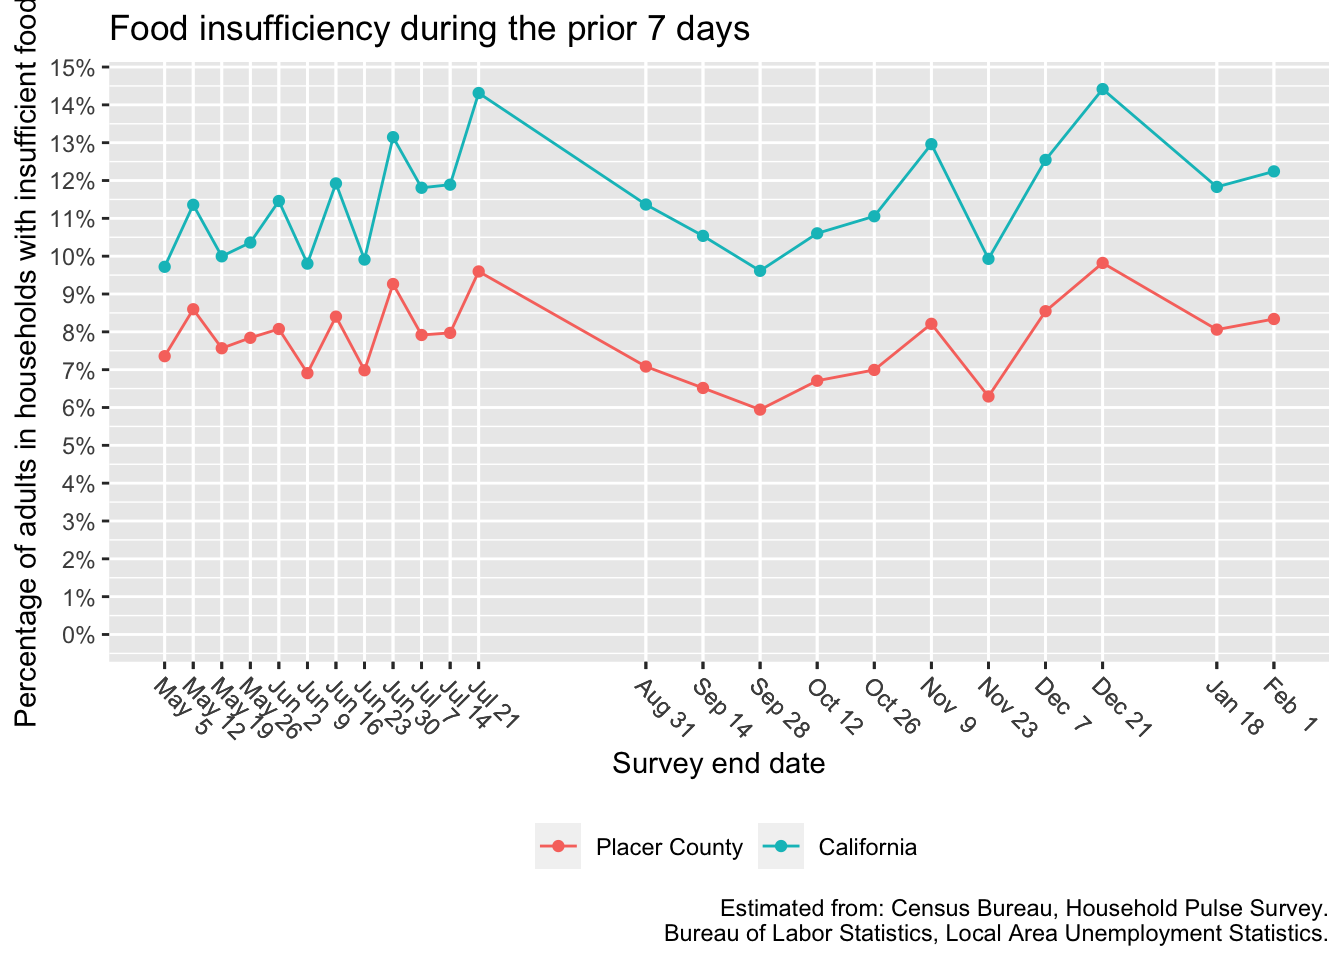 Food insufficiency during the prior 7 days
Percentage of adults in households with insufficient food
15%
14%
13%
12%
11%
10%
9%
8%
7%
6%
5%
4%
3%
2%
1%
0%
May 5
May 12
May 19
May 26
Jun 2
Jun 9
Jun 16
Jun 23
Jun 30
Jul 7
Jul 14
Jul 21
Aug 31
Sep 14
Sep 28
Oct 12
Oct 26
Nov 9
Nov 23
Dec 7
Dec 21
Jan 18
Feb 1
Survey end date
Placer County California
Estimated from: Census Bureau, Household Pulse Survey.
Bureau of Labor Statistics, Local Area Unemployment Statistics.